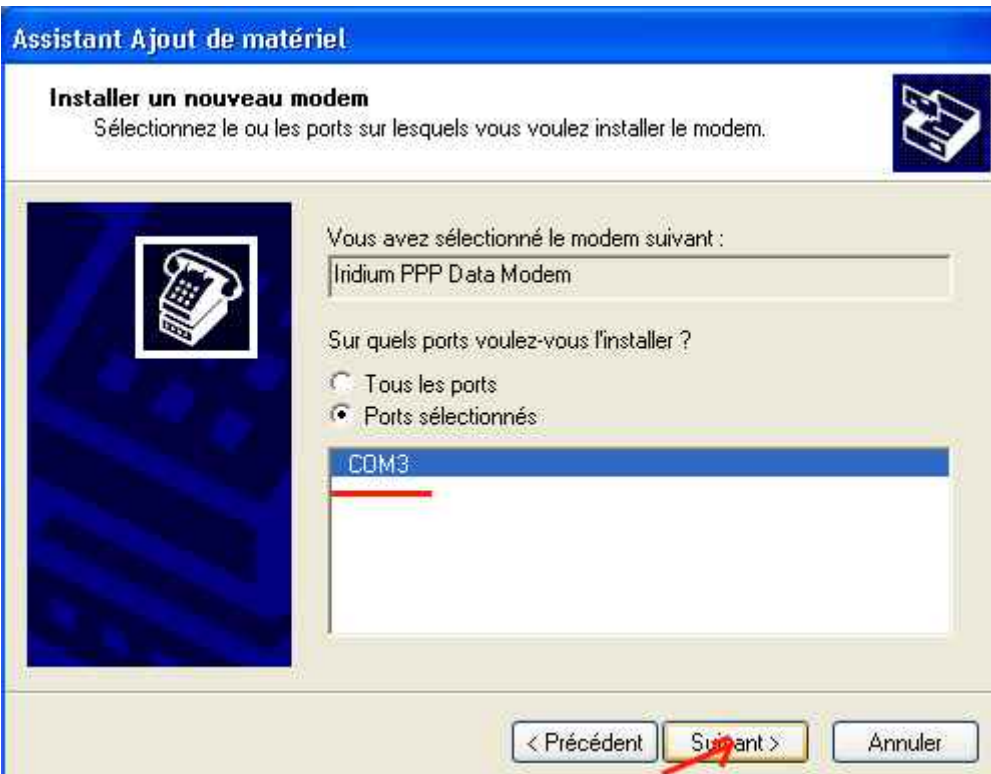 Assistant Ajout de matériel
Installer un nouveau modem
Sélectionnez le ou les ports sur lesquels vous voulez installer le modem.
Vous avez sélectionné le modem suivant :
Iridium PPP Data Modem
Sur quels ports voulez-vous l'installer ?
Tous les ports
Ports sélectionnés
COM3
< Précédent Suivant > Annuler